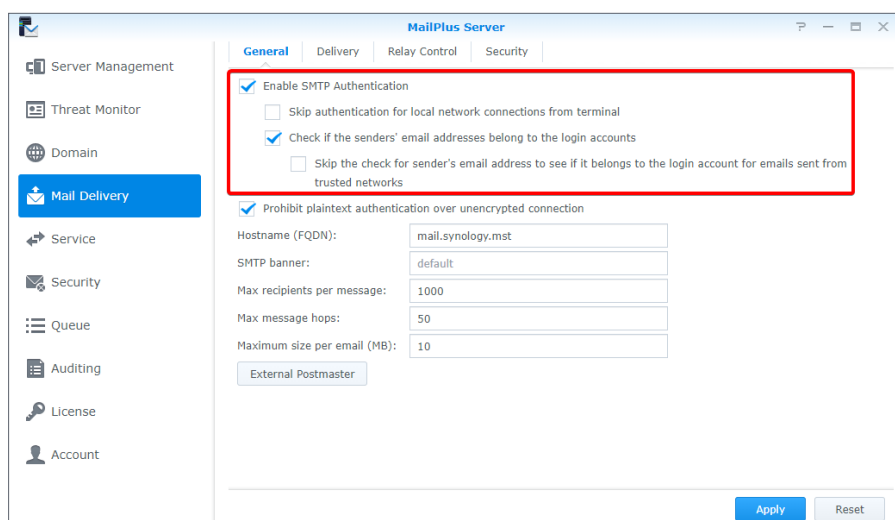 MailPlus Server
General Delivery Relay Control Security
Server Management
Threat Monitor
Domain
Mail Delivery
Service
Security
Queue
Auditing
License
Account
Enable SMTP Authentication
Skip authentication for local network connections from terminal
Check if the senders' email addresses belong to the login accounts
Skip the check for sender's email address to see if it belongs to the login account for emails sent from
trusted networks
Prohibit plaintext authentication over unencrypted connection
Hostname (FQDN): mail.synology.mst
SMTP banner: default
Max recipients per message: 1000
Max message hops: 50
Maximum size per email (MB): 10
External Postmaster
Apply Reset